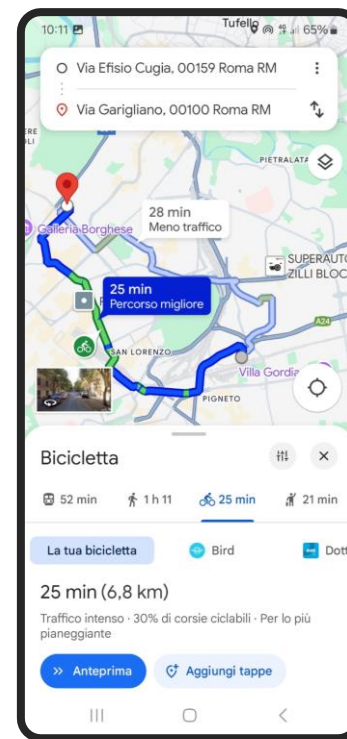 10:11
Tufello
65%
Via Efisio Cugia, 00159 Roma RM
Via Garigliano, 00100 Roma RM
PIETRALATA
28 min
Meno traffico
Galleria Borghese
SUPERAUTO
ZILLI BLOC
25 min
Percorso migliore
A24
SAN LORENZO
Villa Gordia
PIGNETO
Bicicletta
52 min
1 h 11
25 min
21 min
La tua bicicletta
Bird
Dott
25 min (6,8 km)
Traffico intenso · 30% di corsie ciclabili · Per lo più
pianeggiante
Anteprima
Aggiungi tappe